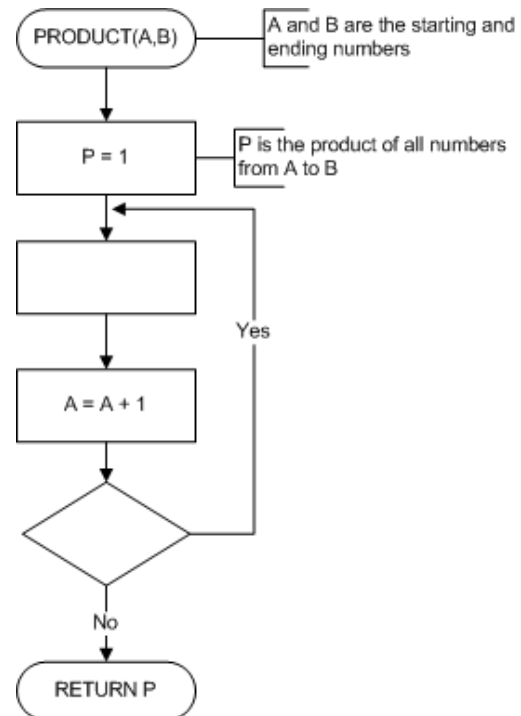 PRODUCT(A,B)
A and B are the starting and
ending numbers
P = 1
P is the product of all numbers
from A to B
Yes
A = A + 1
No
RETURN P